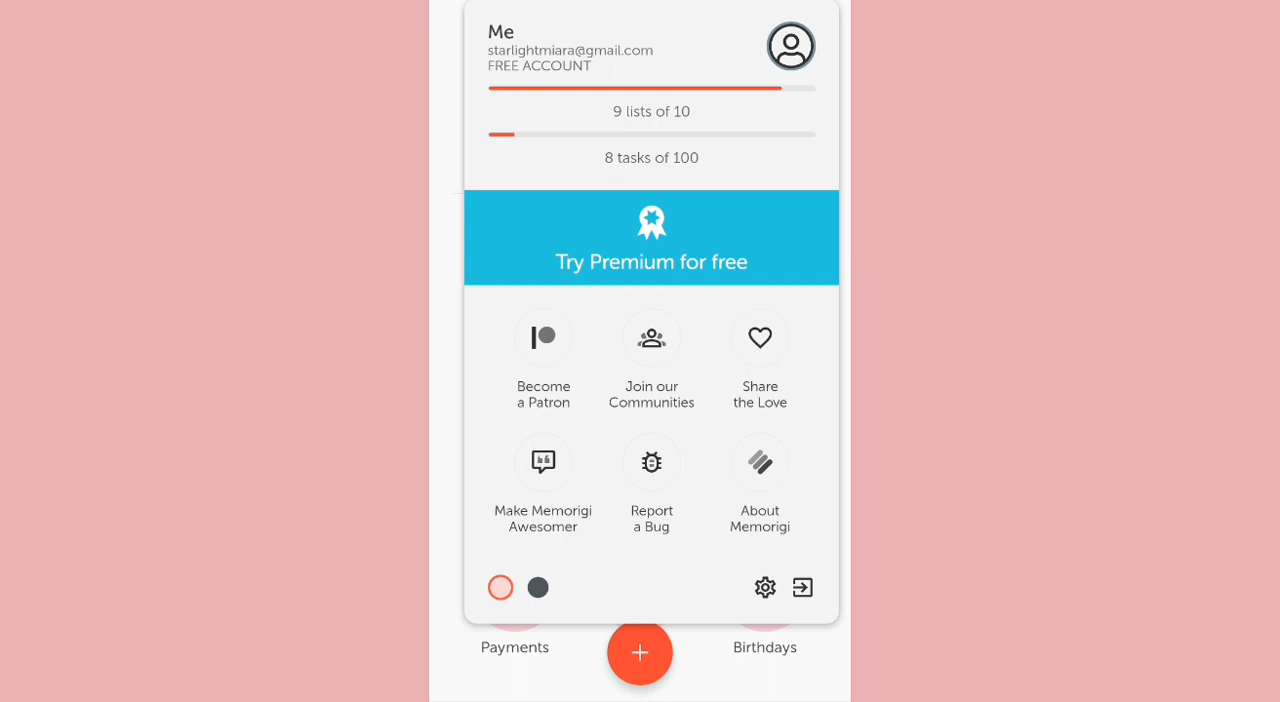 Me
starlightmiara@gmail.com
FREE ACCOUNT
9 lists of 10
8 tasks of 100
Try Premium for free
Become
a Patron
Join our
Communities
Share
the Love
Make Memorigi
Awesomer
Report
a Bug
About
Memorigi
Payments
Birthdays